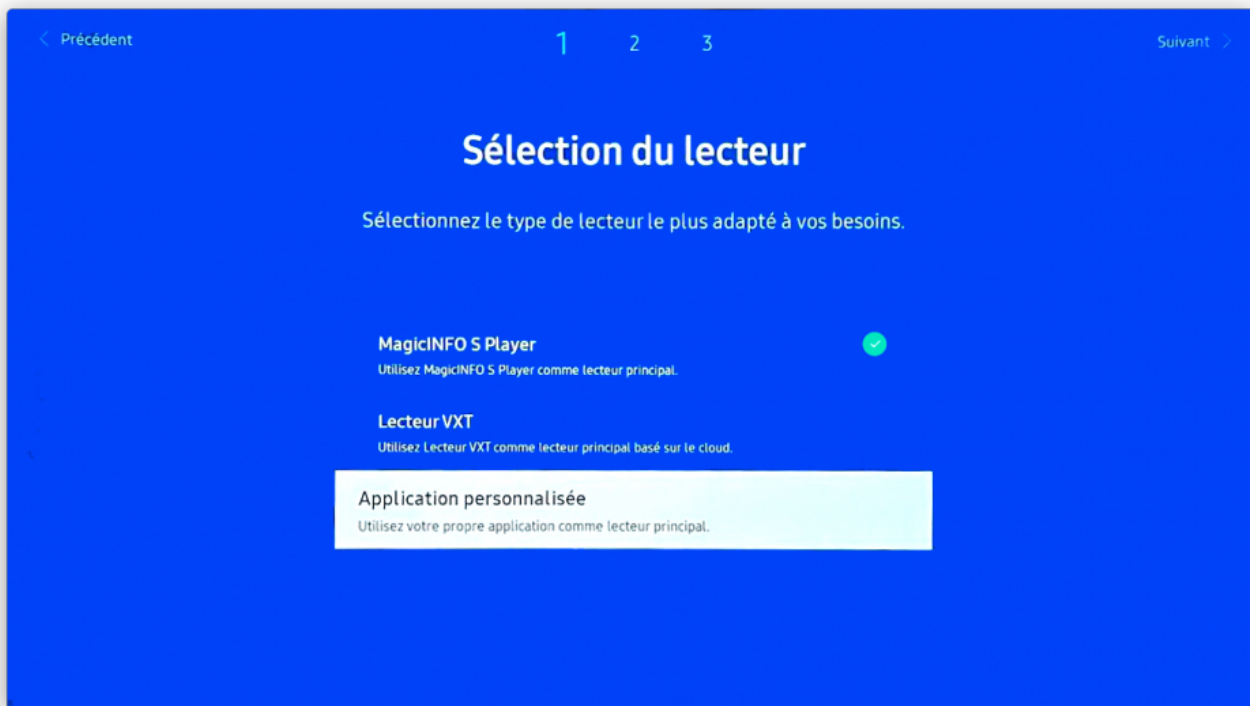 Précédent
1 2 3
Suivant
Sélection du lecteur
Sélectionnez le type de lecteur le plus adapté à vos besoins.
MagicINFO S Player
Utilisez MagicINFO S Player comme lecteur principal.
Lecteur VXT
Utilisez Lecteur VXT comme lecteur principal basé sur le cloud.
Application personnalisée
Utilisez votre propre application comme lecteur principal.